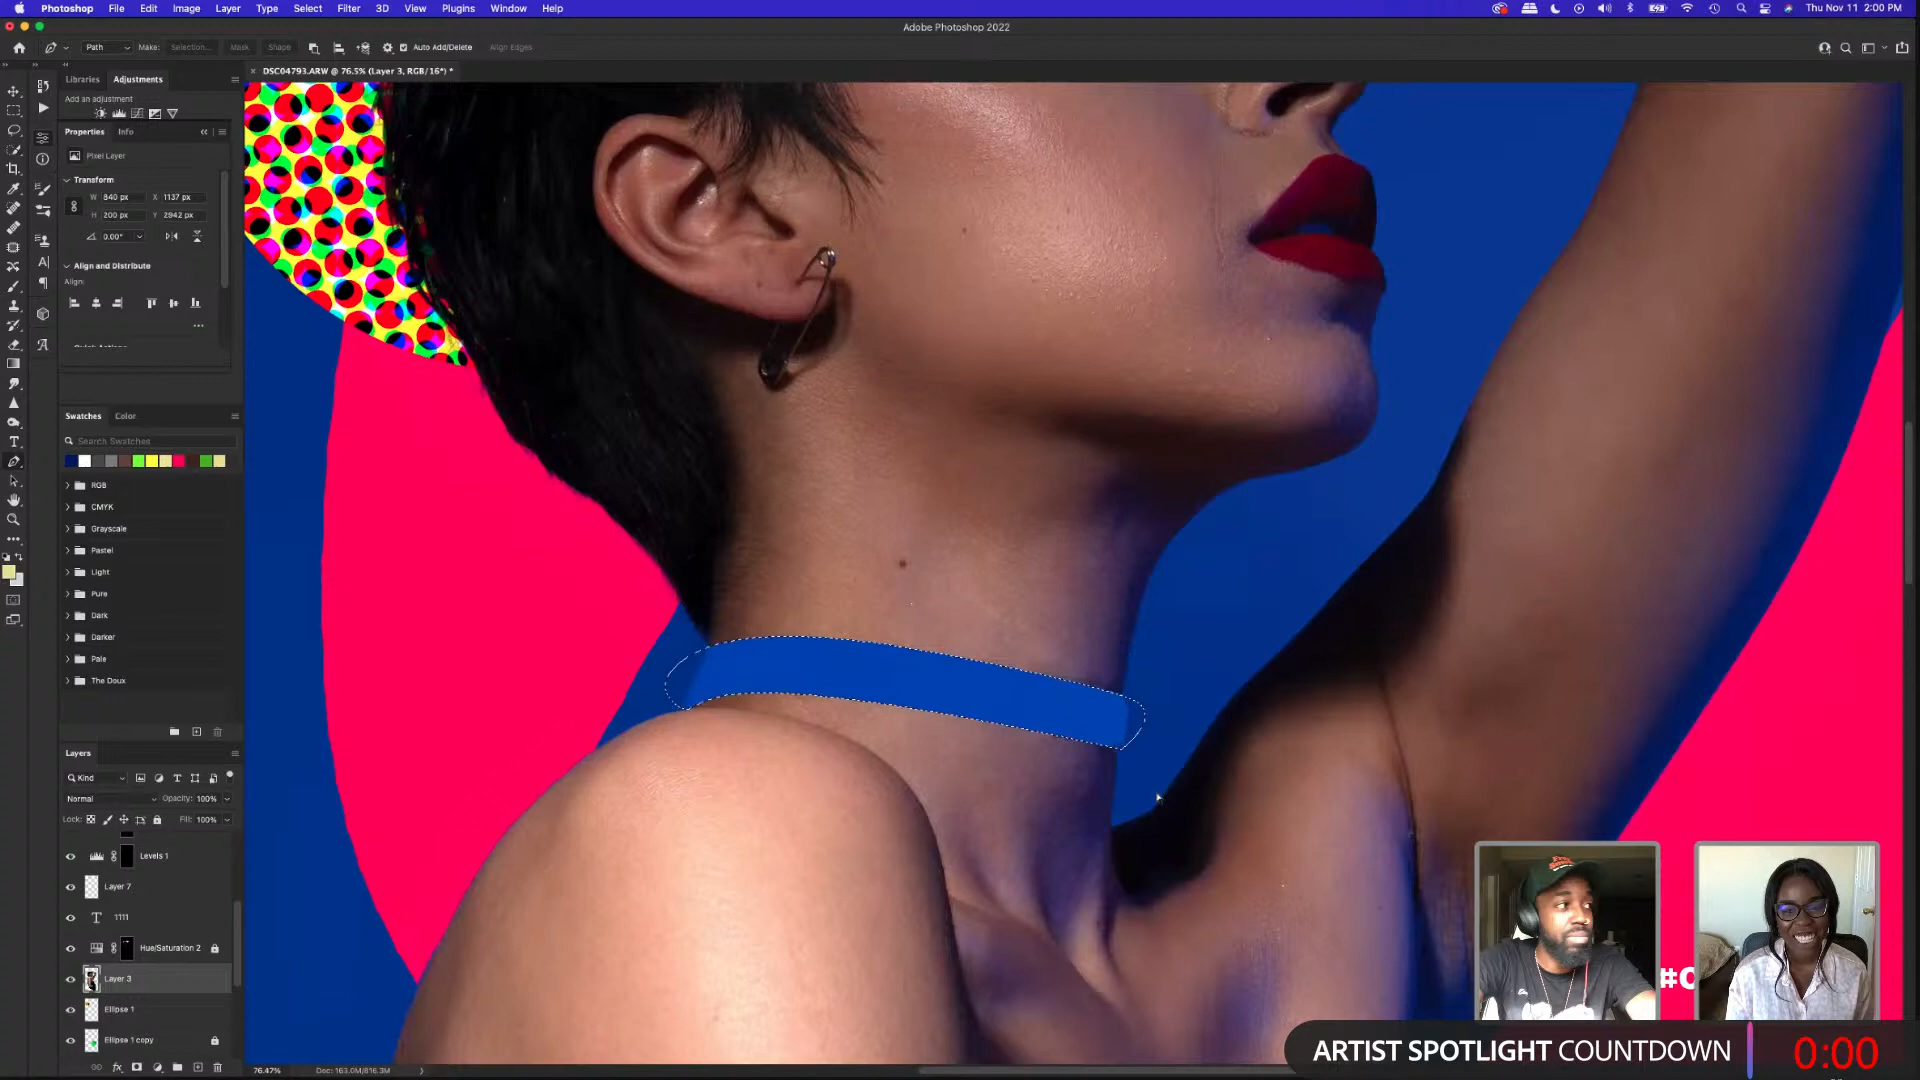 Photoshop File Edit Image Layer Type Select Filter 3D View Plugins Window Help
Thu Nov 11 2:00 PM
Adobe Photoshop 2022
Path Make: Selection... Mask Shape Auto Add/Delete Align Edges
DSC04793.ARW @ 76.5% (Layer 3, RGB/16*) *
Libraries Adjustments
Add an adjustment
Properties Info
Pixel Layer
Transform
W 840 px X 1137 px
H 200 px Y 2942 px
0.00°
Align and Distribute
Align:
Swatches Color
Search Swatches
RGB
CMYK
Grayscale
Pastel
Light
Pure
Dark
Darker
Pale
The Doux
Layers
Kind
Normal Opacity: 100%
Lock: Fill: 100%
Levels 1
Layer 7
1111
Hue/Saturation 2
Layer 3
Ellipse 1
Ellipse 1 copy
76.47% Doc: 163.0M/816.3M
ARTIST SPOTLIGHT COUNTDOWN 0:00